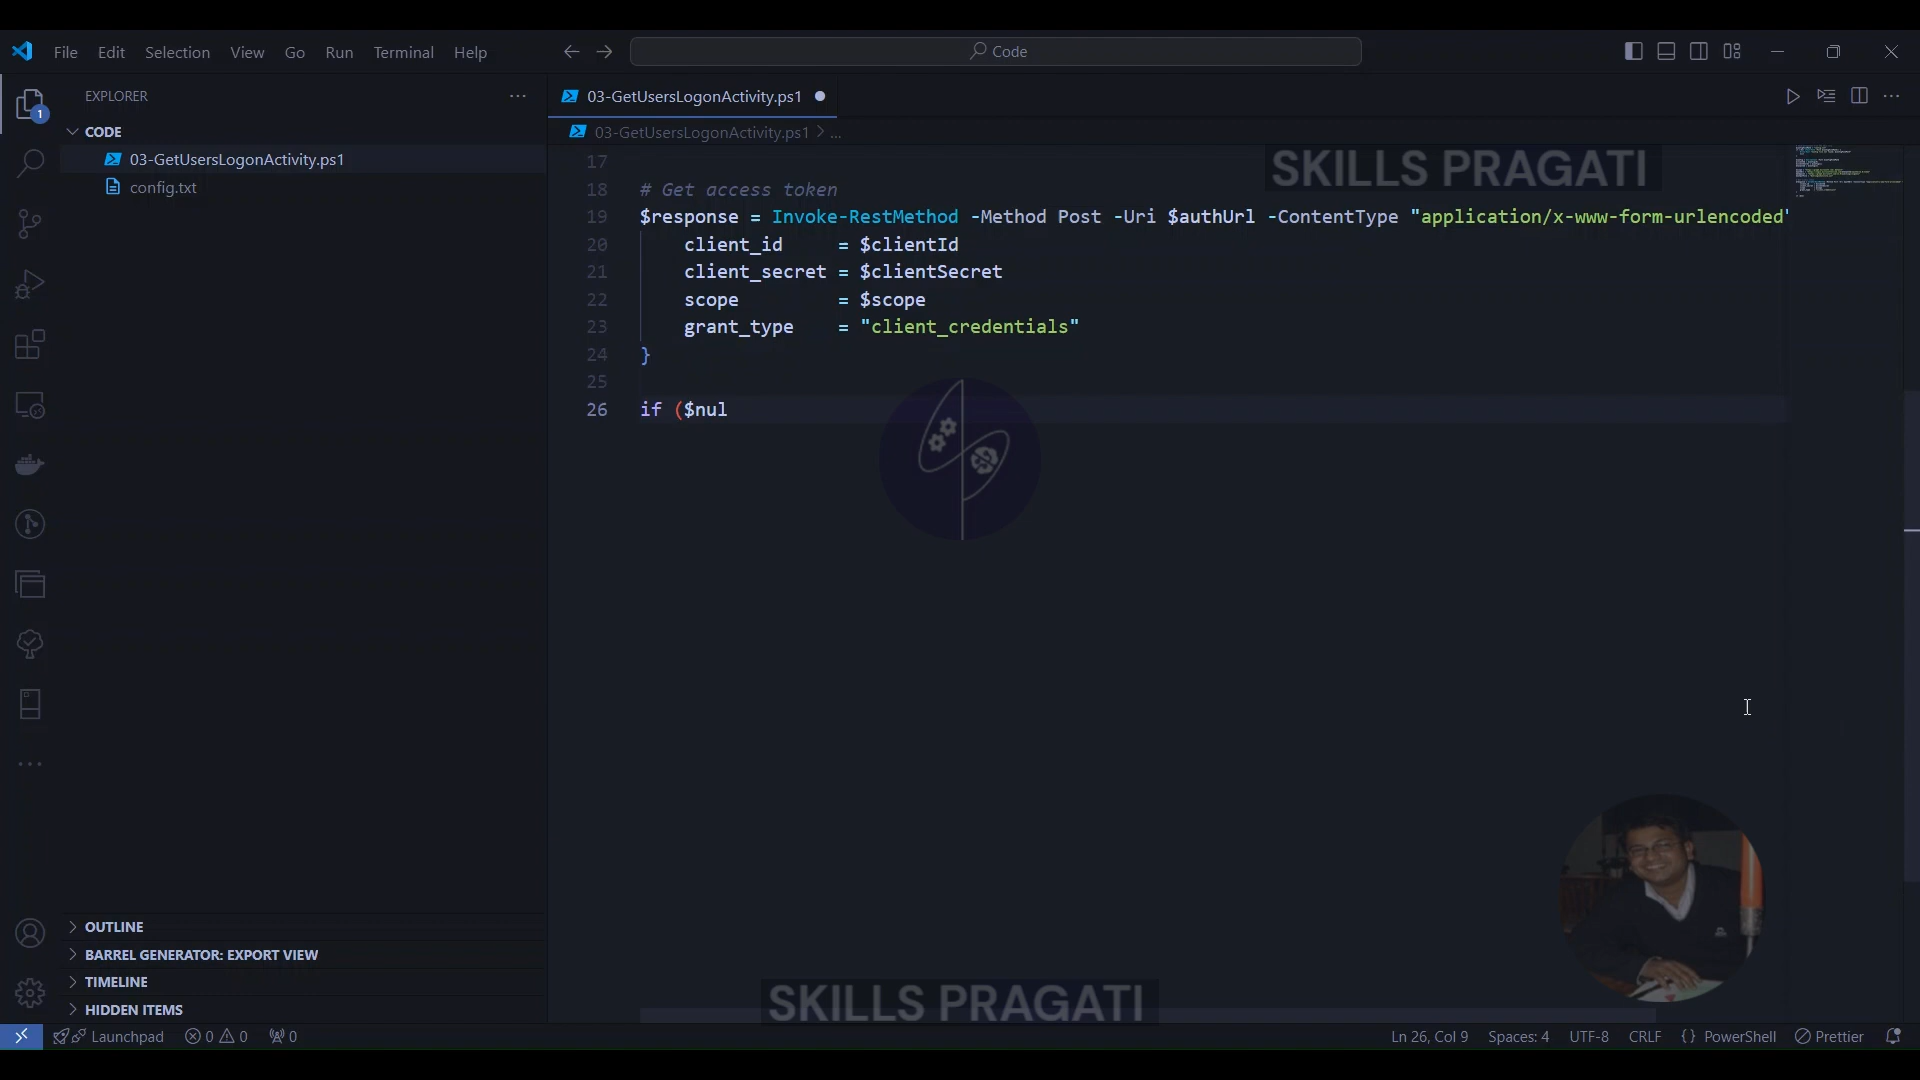 File Edit Selection View Go Run Terminal Help
Code
EXPLORER
1
CODE
03-GetUsersLogonActivity.ps1
config.txt
03-GetUsersLogonActivity.ps1
03-GetUsersLogonActivity.ps1 > ...
SKILLS PRAGATI
17
18 # Get access token
19 $response = Invoke-RestMethod -Method Post -Uri $authUrl -ContentType "application/x-www-form-urlencoded"
20 client_id = $clientId
21 client_secret = $clientSecret
22 scope = $scope
23 grant_type = "client_credentials"
24 }
25
26 if ($nul
OUTLINE
BARREL GENERATOR: EXPORT VIEW
TIMELINE
HIDDEN ITEMS
SKILLS PRAGATI
Launchpad 0 0 0
Ln 26, Col 9 Spaces: 4 UTF-8 CRLF {} PowerShell Prettier